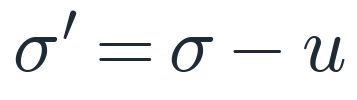 σ′ = σ − u